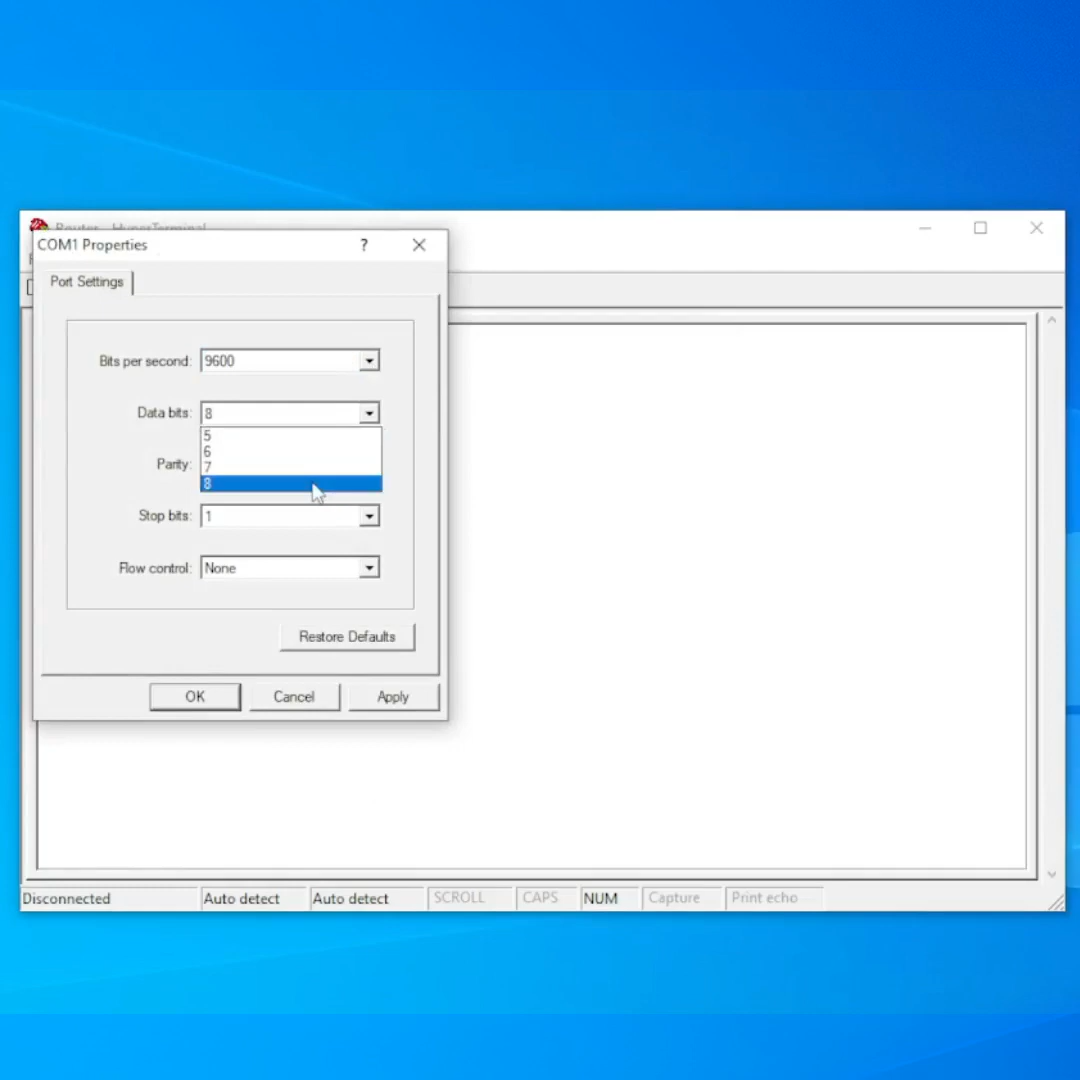 Router - HyperTerminal
COM1 Properties ?
Port Settings
Bits per second: 9600
Data bits: 8
5
6
7
8
Parity:
Stop bits: 1
Flow control: None
Restore Defaults
OK Cancel Apply
Disconnected Auto detect Auto detect SCROLL CAPS NUM Capture Print echo